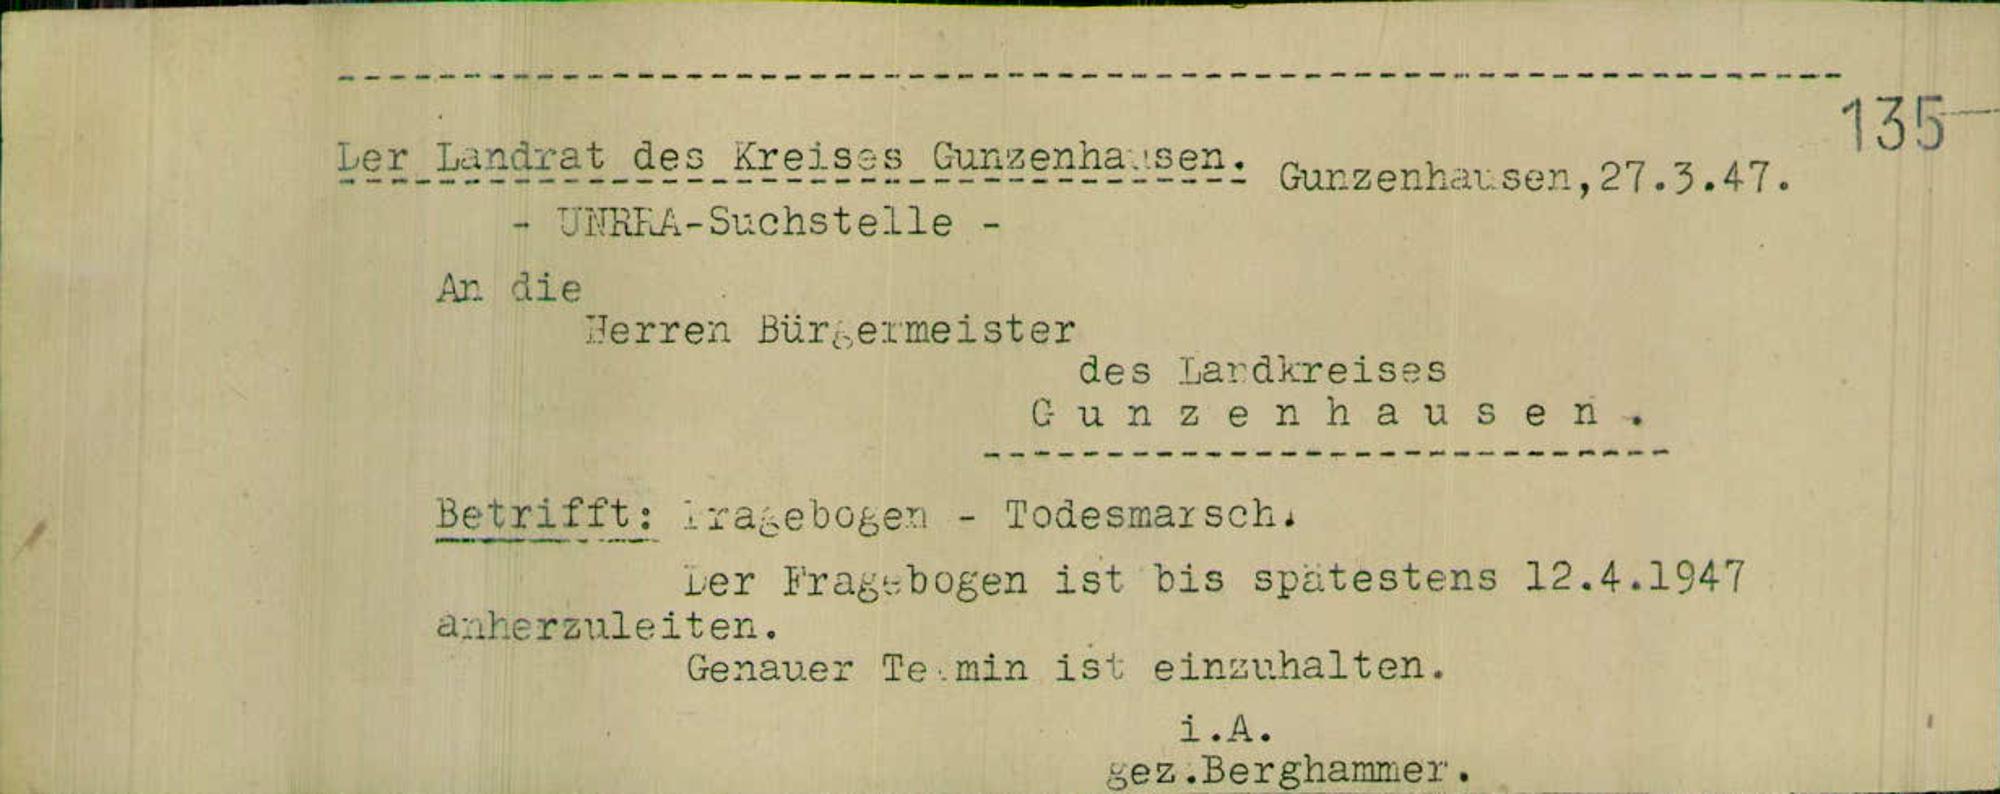 135
Der Landrat des Kreises Gunzenhausen. Gunzenhausen,27.3.47.
- UNRRA-Suchstelle -
An die
Herren Bürgermeister
des Landkreises
Gunzenhausen.
Betrifft: Fragebogen - Todesmarsch.
Der Fragebogen ist bis spätestens 12.4.1947
anherzuleiten.
Genauer Termin ist einzuhalten.
i.A.
gez.Berghammer.